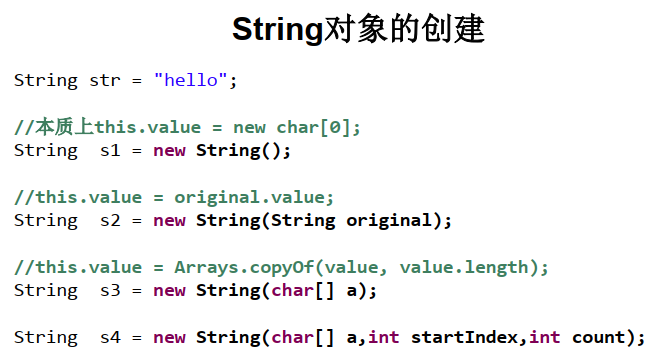 String对象的创建
String str = "hello";
//本质上this.value = new char[0];
String  s1 = new String();
//this.value = original.value;
String  s2 = new String(String original);
//this.value = Arrays.copyOf(value, value.length);
String  s3 = new String(char[] a);
String  s4 = new String(char[] a,int startIndex,int count);